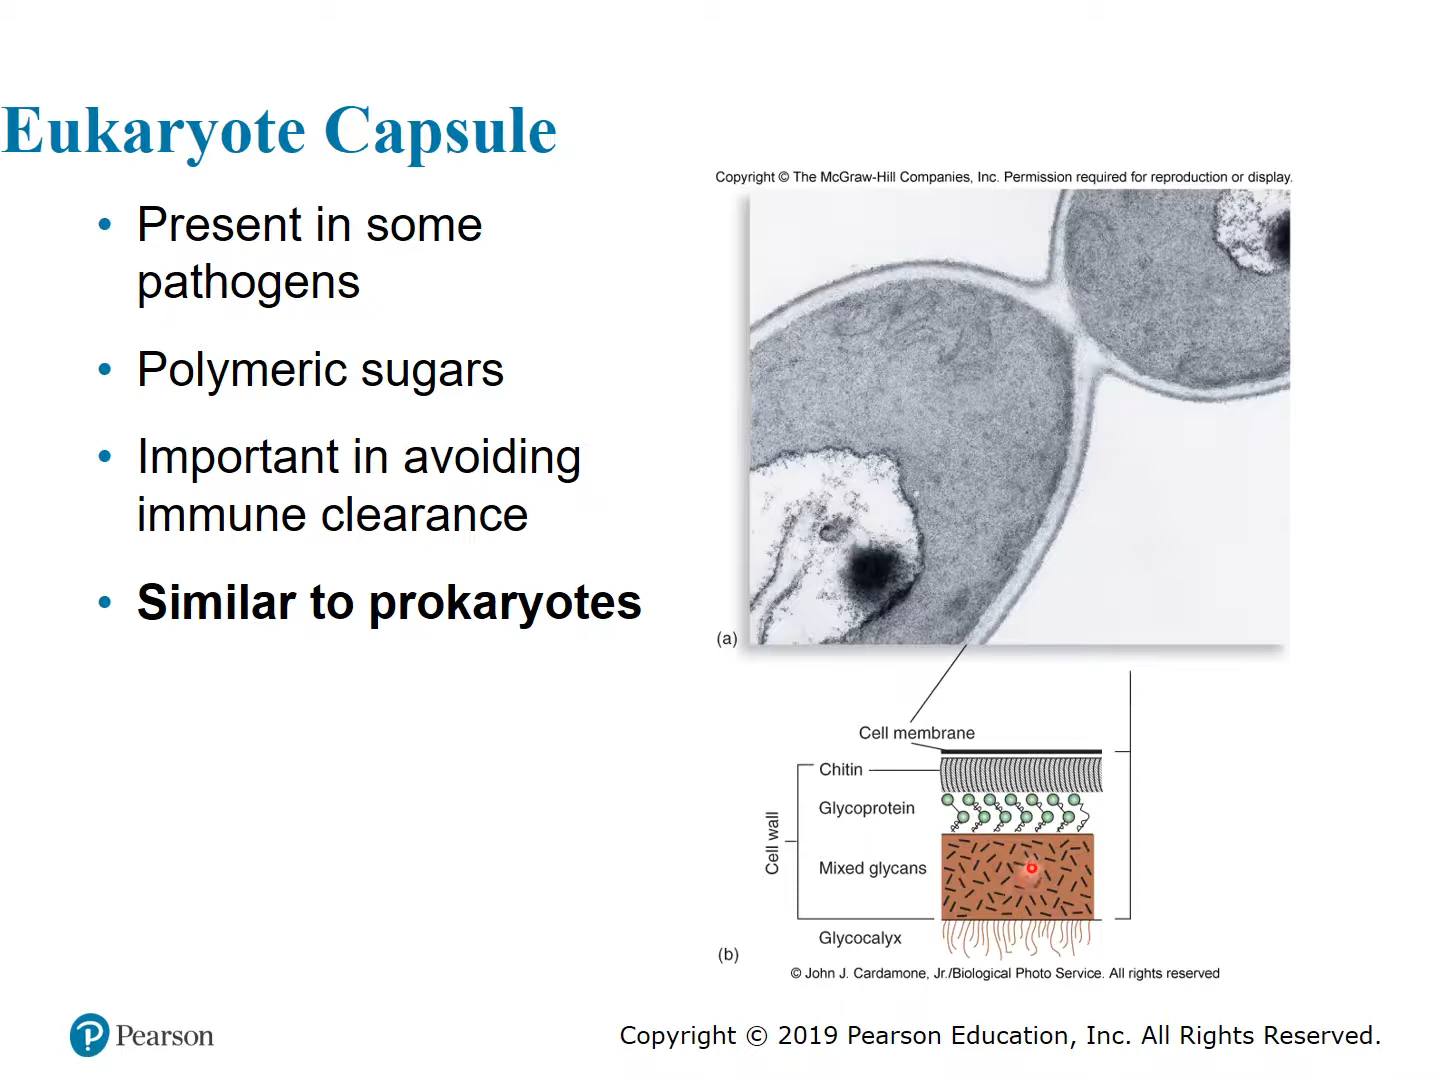 Eukaryote Capsule
• Present in some
pathogens
• Polymeric sugars
• Important in avoiding
immune clearance
• Similar to prokaryotes
Copyright © The McGraw-Hill Companies, Inc. Permission required for reproduction or display.
(a)
Cell membrane
Chitin
Glycoprotein
Cell wall
Mixed glycans
Glycocalyx
(b)
© John J. Cardamone, Jr./Biological Photo Service. All rights reserved
P Pearson
Copyright © 2019 Pearson Education, Inc. All Rights Reserved.